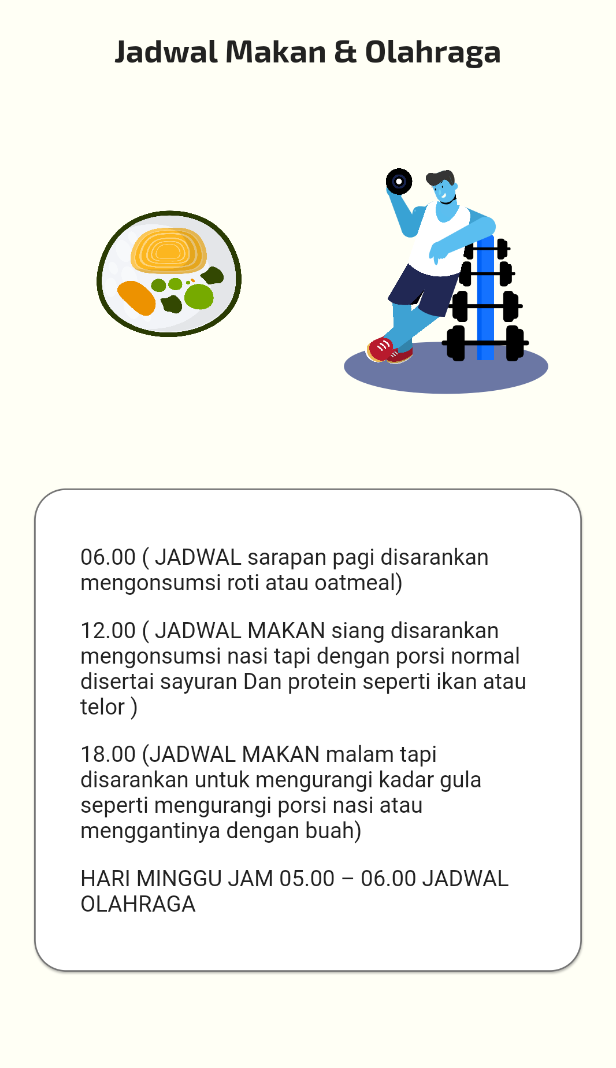 Jadwal Makan & Olahraga
06.00 ( JADWAL sarapan pagi disarankan
mengonsumsi roti atau oatmeal)
12.00 ( JADWAL MAKAN siang disarankan
mengonsumsi nasi tapi dengan porsi normal
disertai sayuran Dan protein seperti ikan atau
telor )
18.00 (JADWAL MAKAN malam tapi
disarankan untuk mengurangi kadar gula
seperti mengurangi porsi nasi atau
menggantinya dengan buah)
HARI MINGGU JAM 05.00 – 06.00 JADWAL
OLAHRAGA